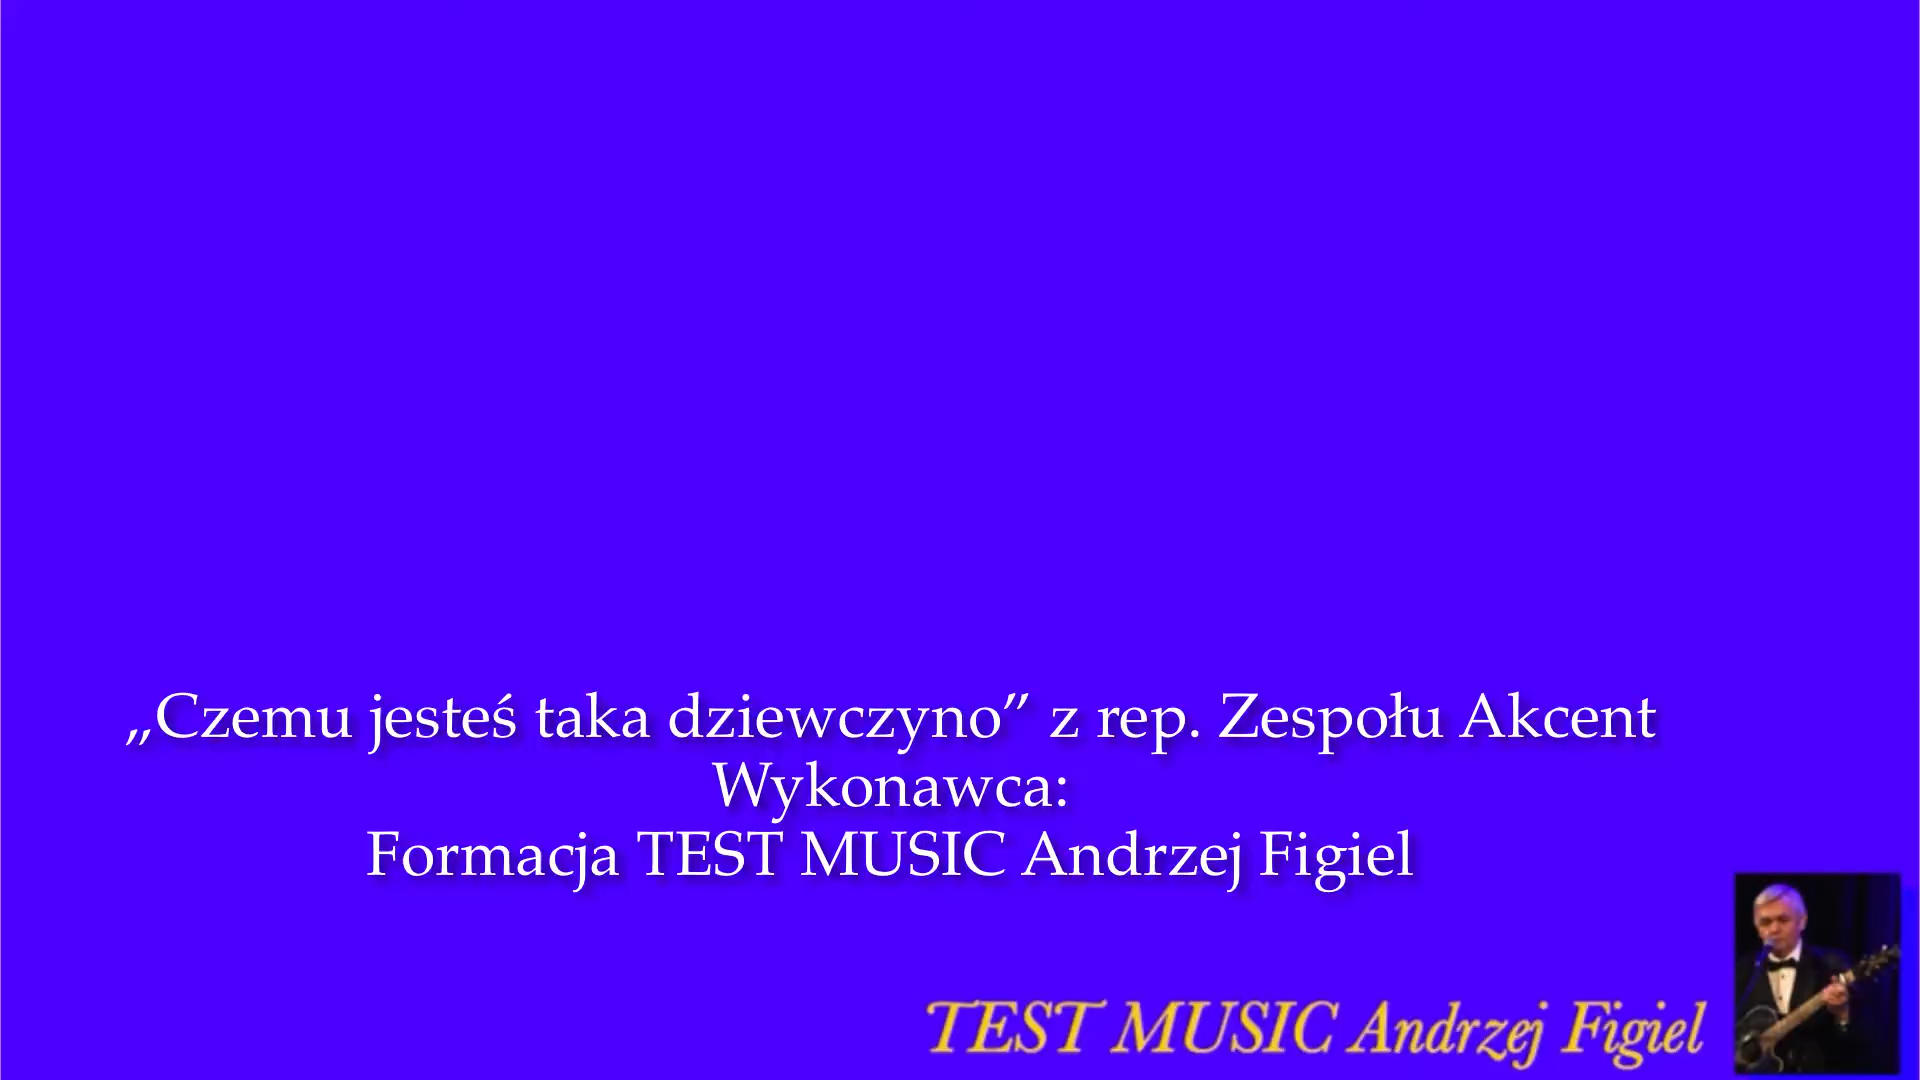 „Czemu jesteś taka dziewczyno” z rep. Zespołu Akcent
Wykonawca:
Formacja TEST MUSIC Andrzej Figiel
TEST MUSIC Andrzej Figiel